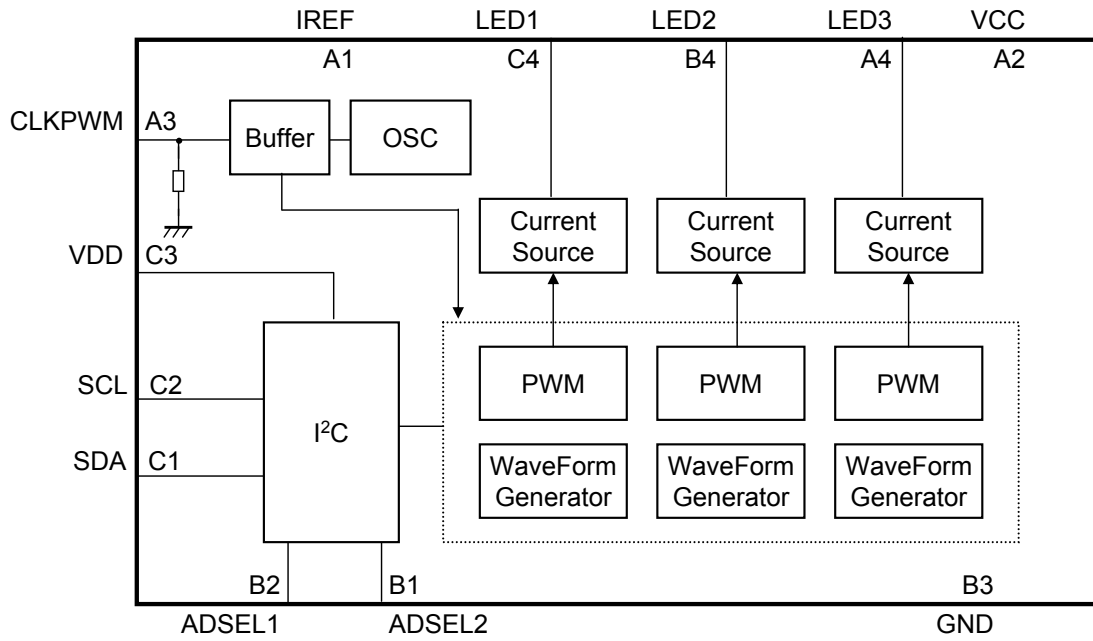 IREF LED1 LED2 LED3 VCC
A1 C4 B4 A4 A2
CLKPWM A3
Buffer OSC
Current Source
Current Source
Current Source
VDD C3
PWM PWM PWM
SCL C2
I²C
SDA C1
WaveForm Generator
WaveForm Generator
WaveForm Generator
B2 B1 B3
ADSEL1 ADSEL2 GND